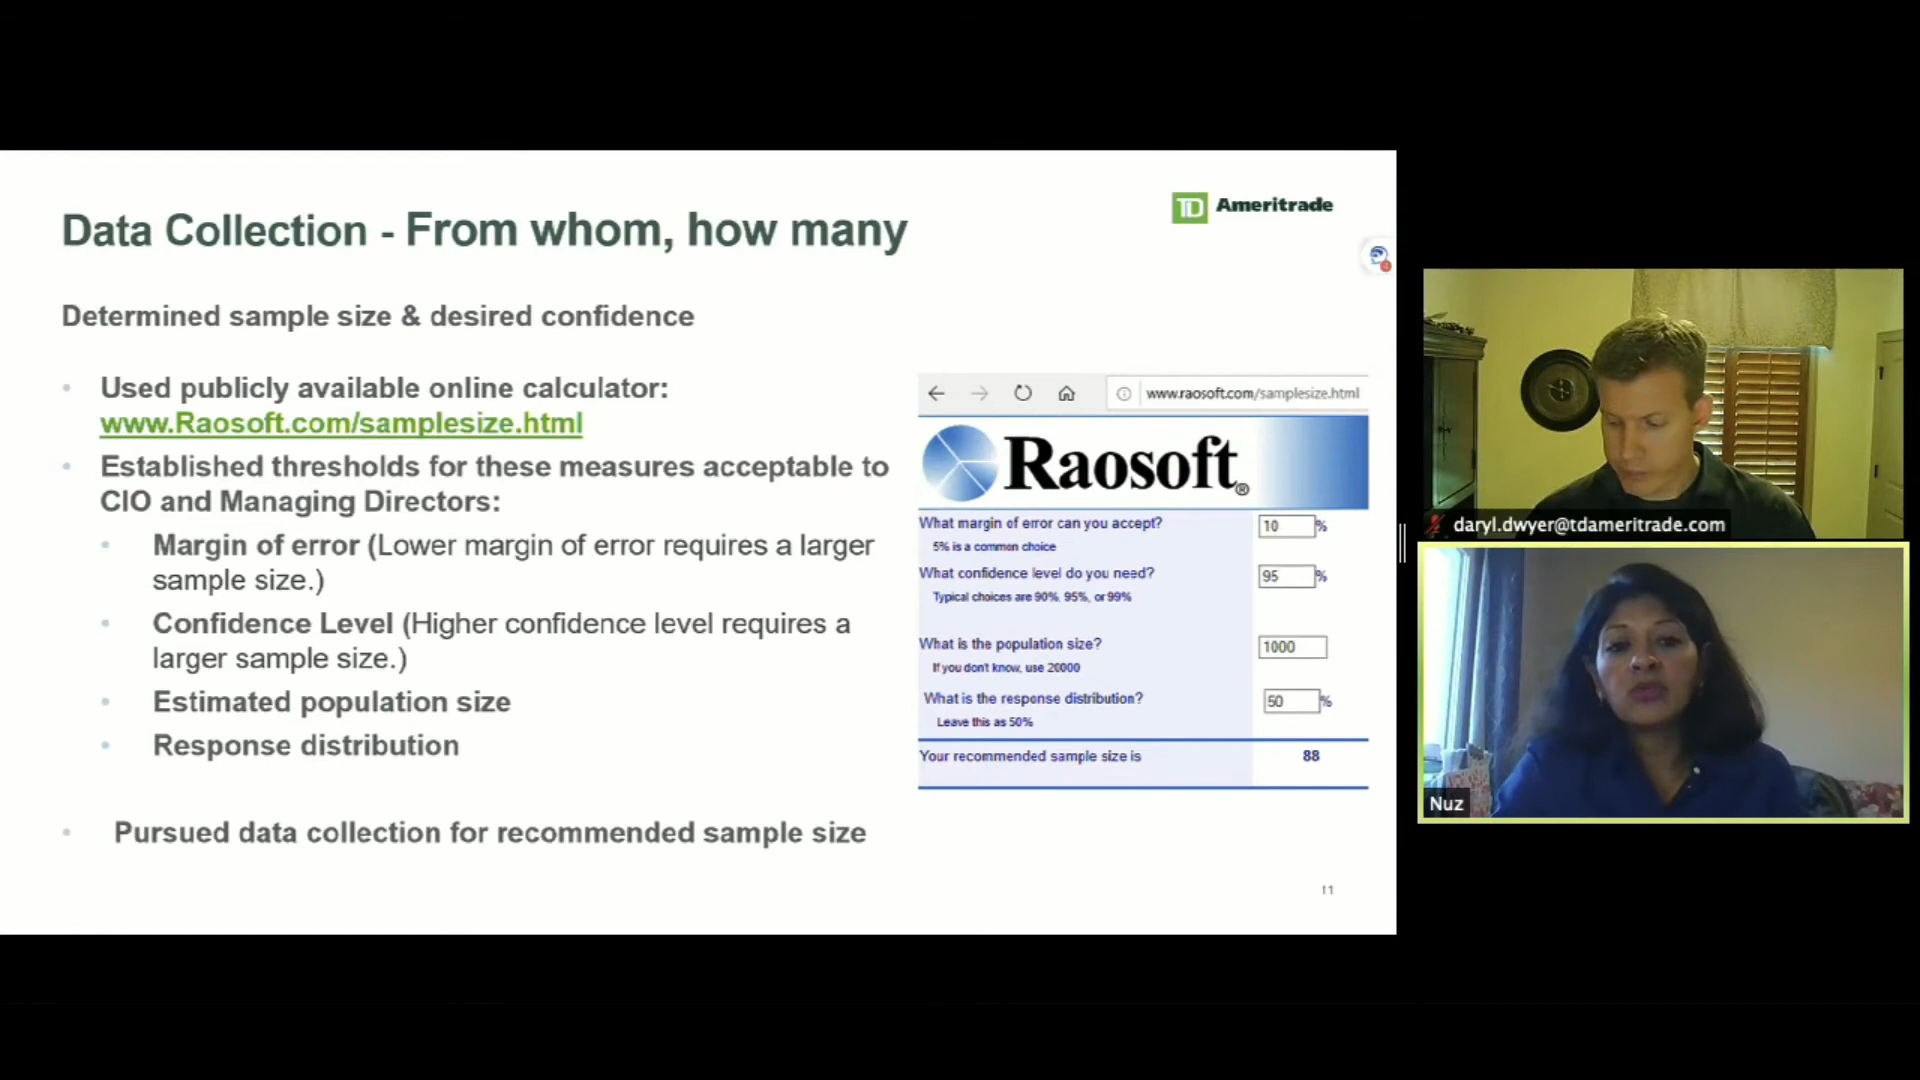 Data Collection - From whom, how many
TD Ameritrade
Determined sample size & desired confidence
• Used publicly available online calculator:
www.Raosoft.com/samplesize.html
• Established thresholds for these measures acceptable to
CIO and Managing Directors:
• Margin of error (Lower margin of error requires a larger
sample size.)
• Confidence Level (Higher confidence level requires a
larger sample size.)
• Estimated population size
• Response distribution
• Pursued data collection for recommended sample size
www.raosoft.com/samplesize.html
Raosoft®
What margin of error can you accept? 10 %
5% is a common choice
What confidence level do you need? 95 %
Typical choices are 90%, 95%, or 99%
What is the population size? 1000
If you don't know, use 20000
What is the response distribution? 50 %
Leave this as 50%
Your recommended sample size is 88
11
daryl.dwyer@tdameritrade.com
Nuz